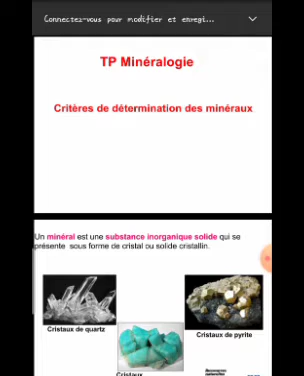 Connectez-vous pour modifier et enregi...
TP Minéralogie
Critères de détermination des minéraux
Un minéral est une substance inorganique solide qui se
présente sous forme de cristal ou solide cristallin.
Cristaux de quartz
Cristaux de pyrite
Cristaux